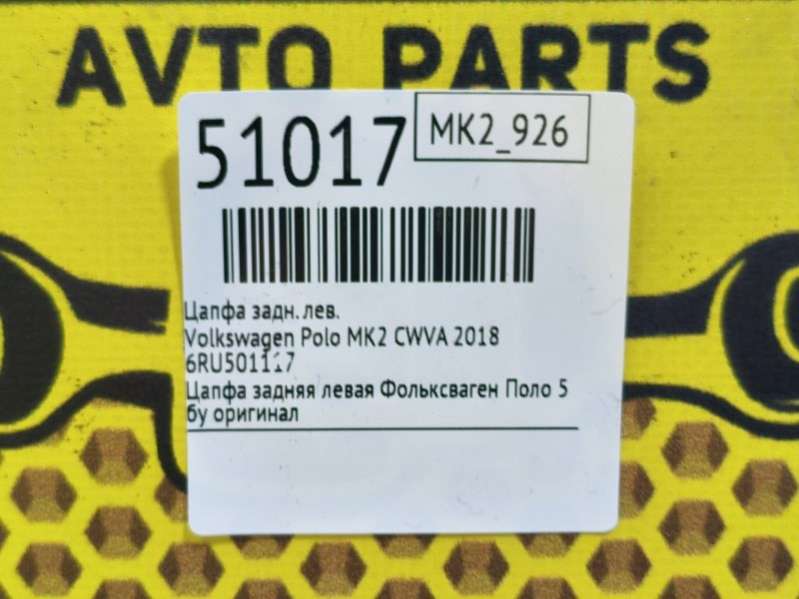 AVTO PARTS
51017
MK2_926
Цапфа задн. лев.
Volkswagen Polo MK2 CWVA 2018
6RU501117
Цапфа задняя левая Фольксваген Поло 5
бу оригинал